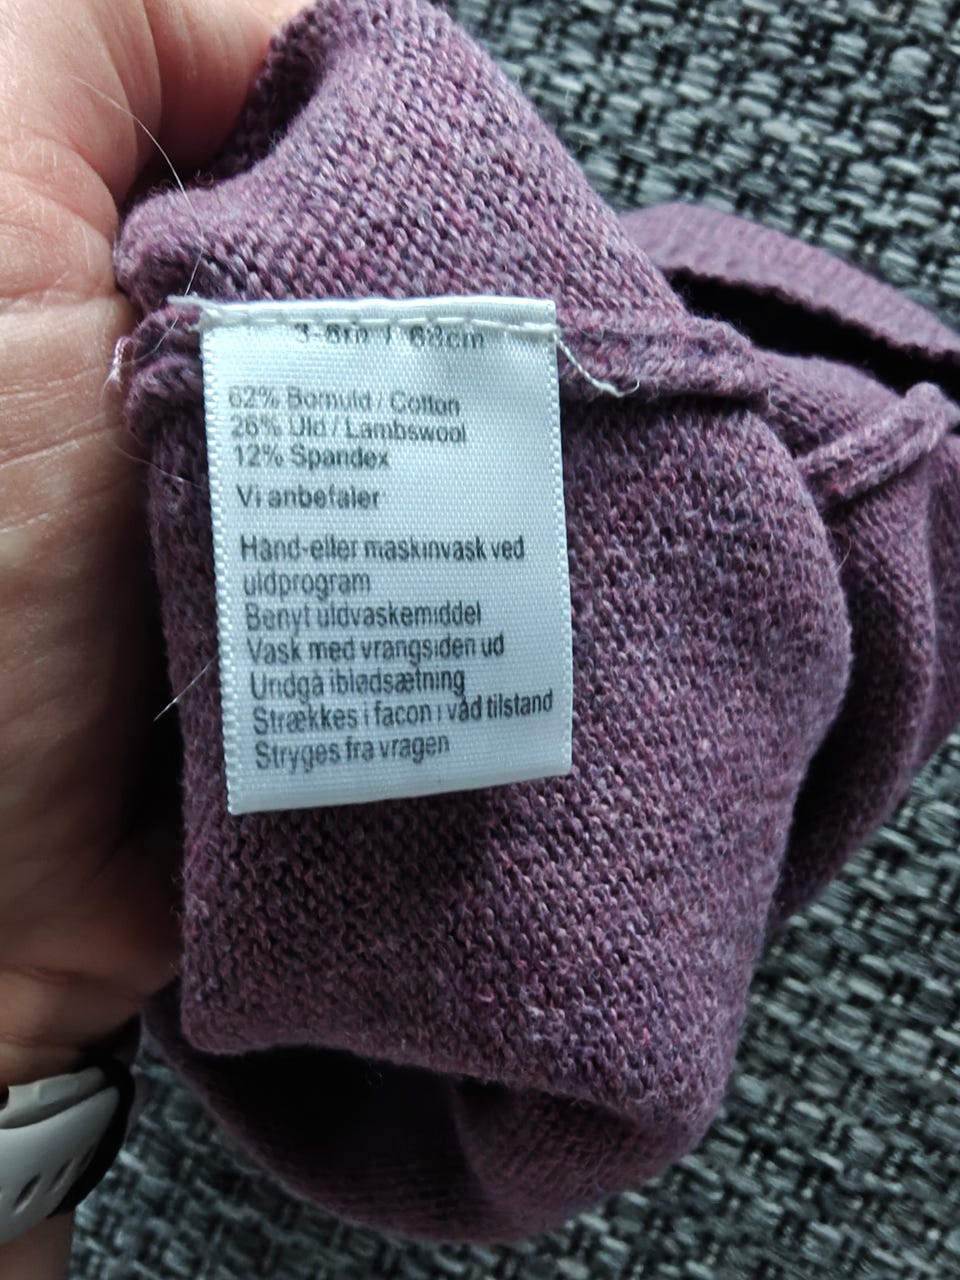 3-6m / 68cm
62% Bomuld / Cotton
26% Uld / Lambswool
12% Spandex
Vi anbefaler
Hånd-eller maskinvask ved
uldprogram
Benyt uldvaskemiddel
Vask med vrangsiden ud
Undgå iblødsætning
Strækkes i facon i våd tilstand
Stryges fra vragen